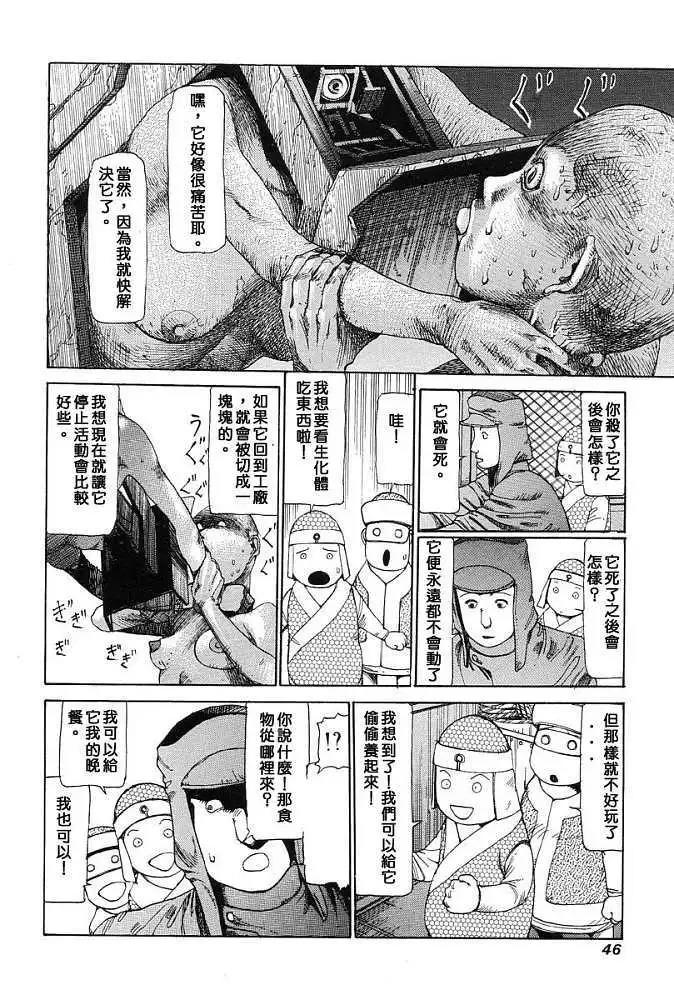 嘿，它好像很痛苦耶。
當然，因為我就快解
決它了。
你殺了它之
後會怎樣？
它就會死。
它死了之後會
怎樣？
它便永遠都不會動了
哇！
我想要看生化體
吃東西啦！
如果它回到工廠
，就會被切成一
塊塊的。
我想現在就讓它
停止活動會比較
好些。
ぎぎ
ぎぎ
但那樣就不好玩了
．．．．
我想到了！我們可以給它
偷偷養起來！
！？
你說什麼！那食
物從哪裡來？
我可以給
它我的晚
餐。
我也可以！
46